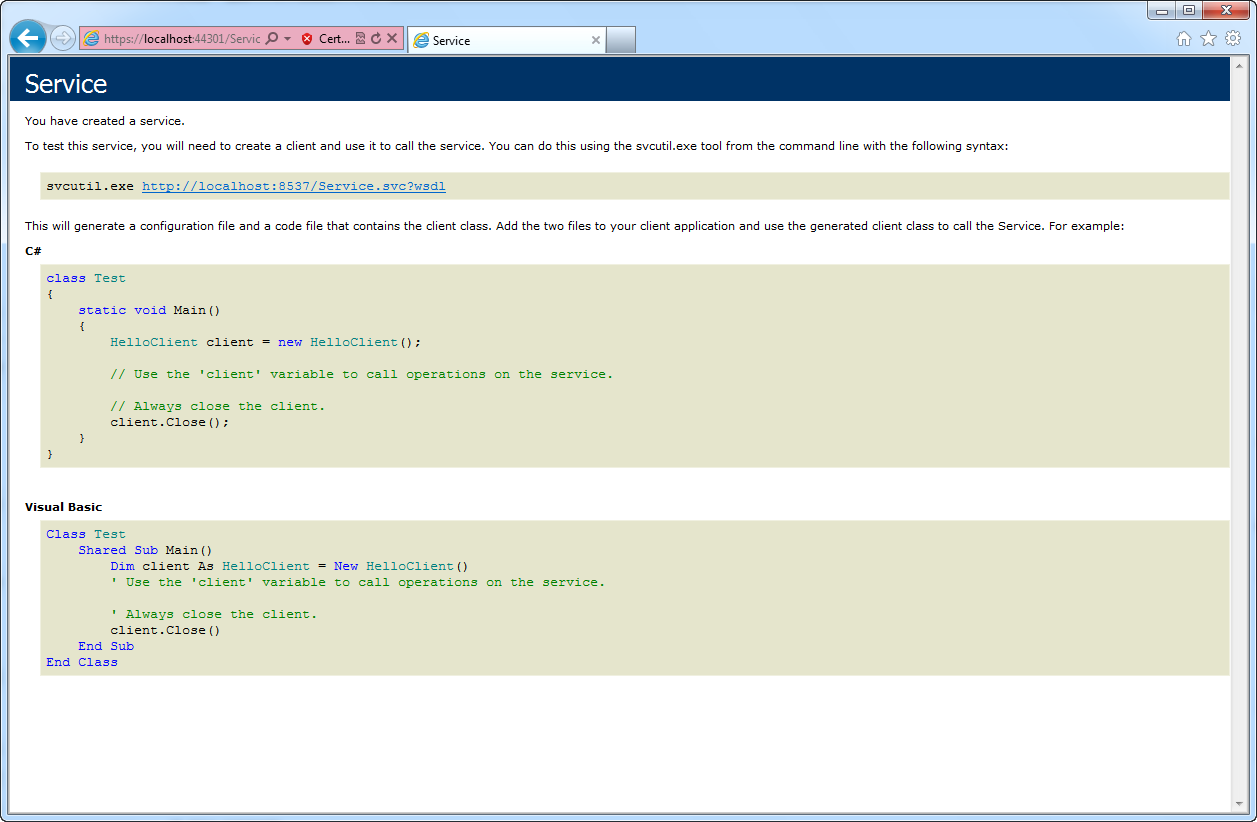 https://localhost:44301/Servic
Cert...
Service
Service
You have created a service.
To test this service, you will need to create a client and use it to call the service. You can do this using the svcutil.exe tool from the command line with the following syntax:
svcutil.exe http://localhost:8537/Service.svc?wsdl
This will generate a configuration file and a code file that contains the client class. Add the two files to your client application and use the generated client class to call the Service. For example:
C#
class Test
{
    static void Main()
    {
        HelloClient client = new HelloClient();
        // Use the 'client' variable to call operations on the service.
        // Always close the client.
        client.Close();
    }
}
Visual Basic
Class Test
    Shared Sub Main()
        Dim client As HelloClient = New HelloClient()
        ' Use the 'client' variable to call operations on the service.
        ' Always close the client.
        client.Close()
    End Sub
End Class